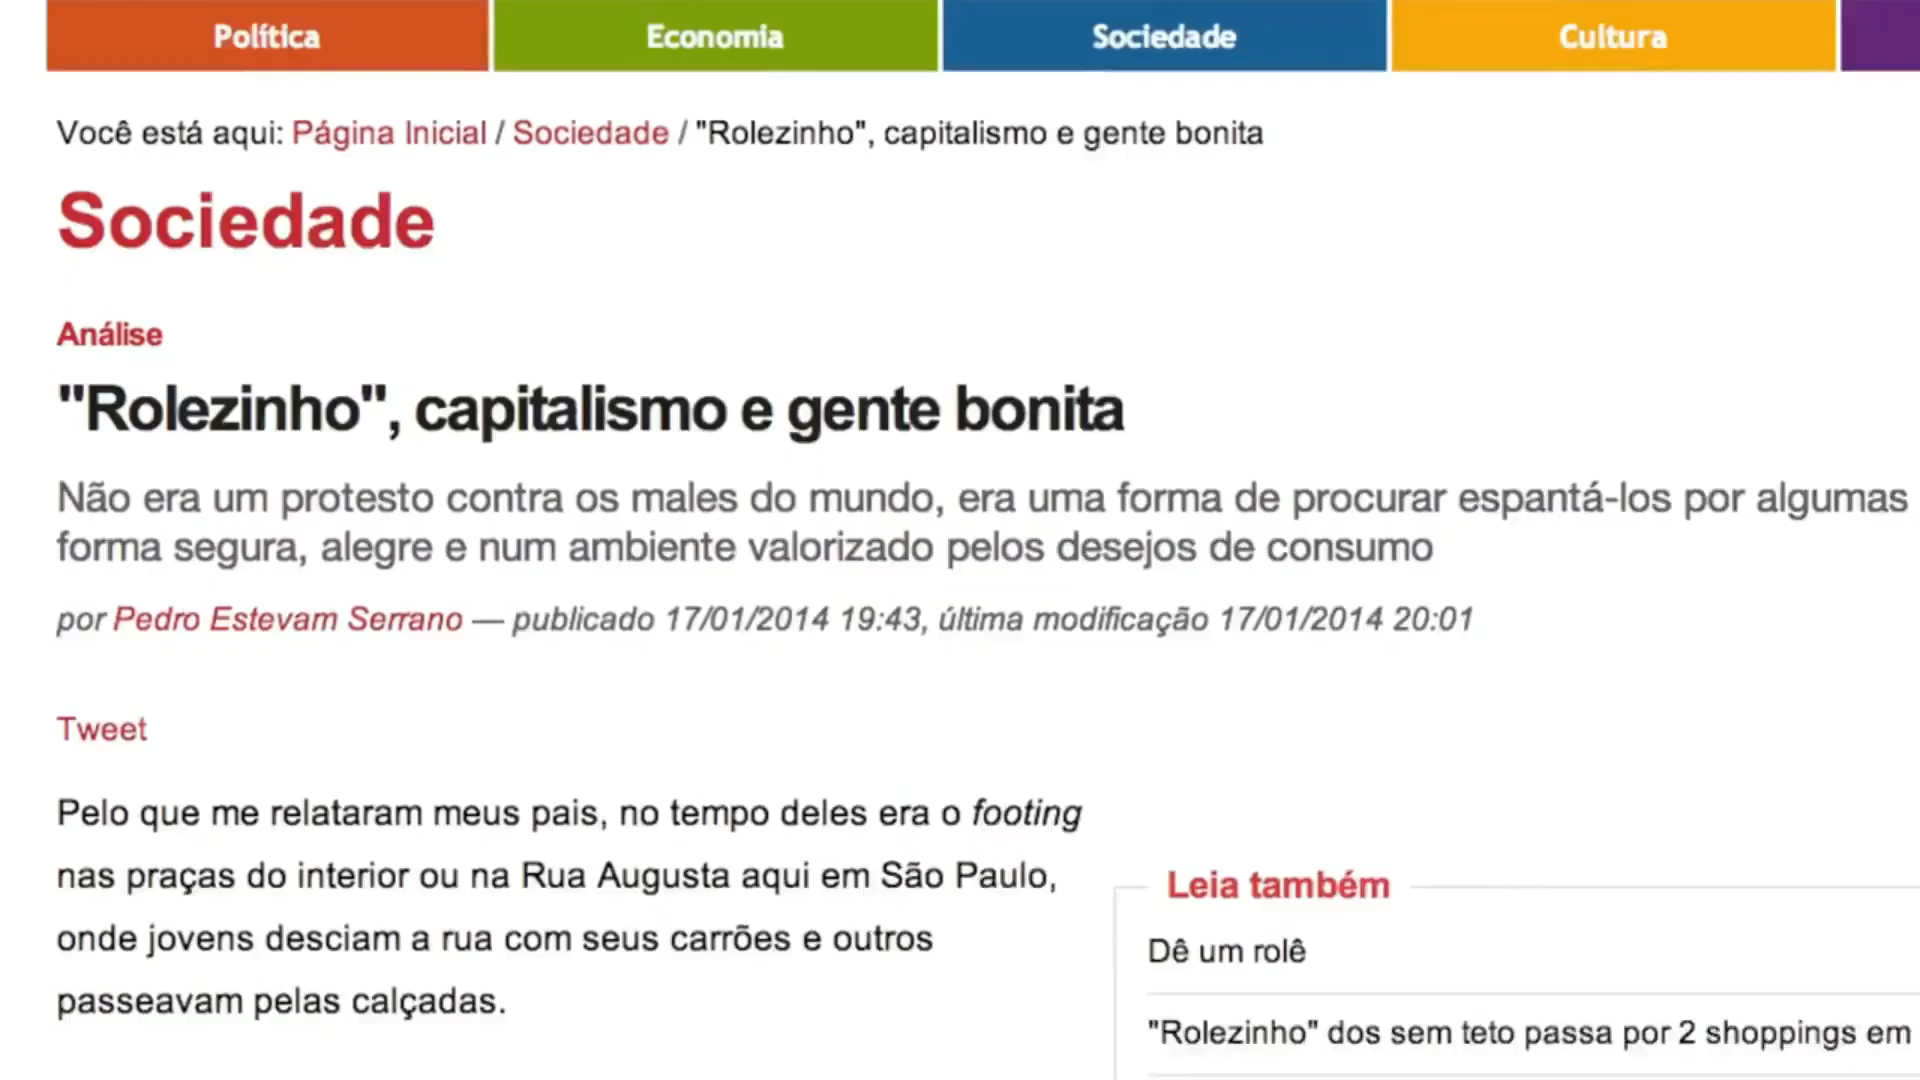 Política
Economia
Sociedade
Cultura
Você está aqui: Página Inicial / Sociedade / "Rolezinho", capitalismo e gente bonita
Sociedade
Análise
"Rolezinho", capitalismo e gente bonita
Não era um protesto contra os males do mundo, era uma forma de procurar espantá-los por algumas
forma segura, alegre e num ambiente valorizado pelos desejos de consumo
por Pedro Estevam Serrano — publicado 17/01/2014 19:43, última modificação 17/01/2014 20:01
Tweet
Pelo que me relataram meus pais, no tempo deles era o footing
nas praças do interior ou na Rua Augusta aqui em São Paulo,
onde jovens desciam a rua com seus carrões e outros
passeavam pelas calçadas.
Leia também
Dê um rolê
"Rolezinho" dos sem teto passa por 2 shoppings em